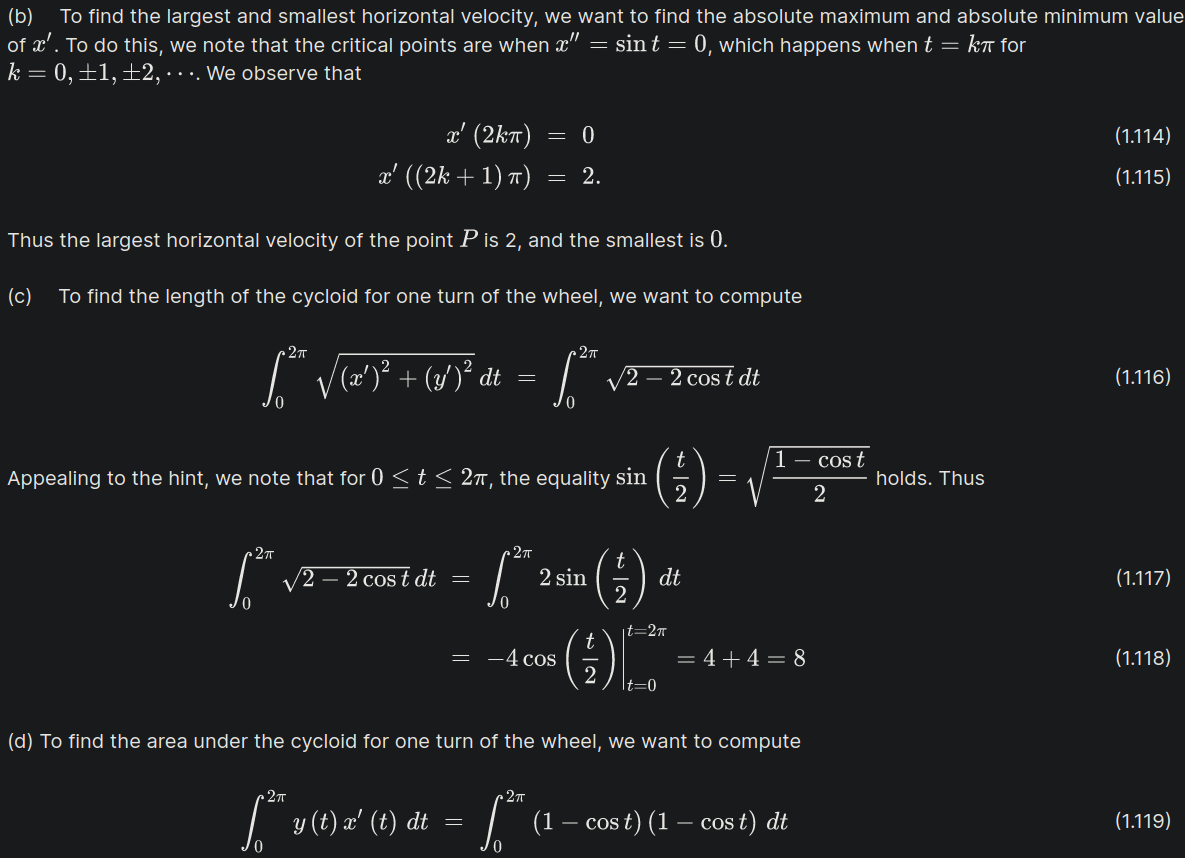 (b) To find the largest and smallest horizontal velocity, we want to find the absolute maximum and absolute minimum value
of $x'$. To do this, we note that the critical points are when $x'' = \sin t = 0$, which happens when $t = k\pi$ for
$k = 0, \pm 1, \pm 2, \cdots$. We observe that
$x'(2k\pi) = 0$ (1.114)
$x'((2k+1)\pi) = 2.$ (1.115)
Thus the largest horizontal velocity of the point $P$ is 2, and the smallest is $0$.
(c) To find the length of the cycloid for one turn of the wheel, we want to compute
$\int_0^{2\pi} \sqrt{(x')^2 + (y')^2}\, dt = \int_0^{2\pi} \sqrt{2 - 2\cos t}\, dt$ (1.116)
Appealing to the hint, we note that for $0 \leq t \leq 2\pi$, the equality $\sin\left(\frac{t}{2}\right) = \sqrt{\frac{1 - \cos t}{2}}$ holds. Thus
$\int_0^{2\pi} \sqrt{2 - 2\cos t}\, dt = \int_0^{2\pi} 2\sin\left(\frac{t}{2}\right) dt$ (1.117)
$= -4\cos\left(\frac{t}{2}\right)\Big|_{t=0}^{t=2\pi} = 4 + 4 = 8$ (1.118)
(d) To find the area under the cycloid for one turn of the wheel, we want to compute
$\int_0^{2\pi} y(t)\, x'(t)\, dt = \int_0^{2\pi} (1 - \cos t)(1 - \cos t)\, dt$ (1.119)